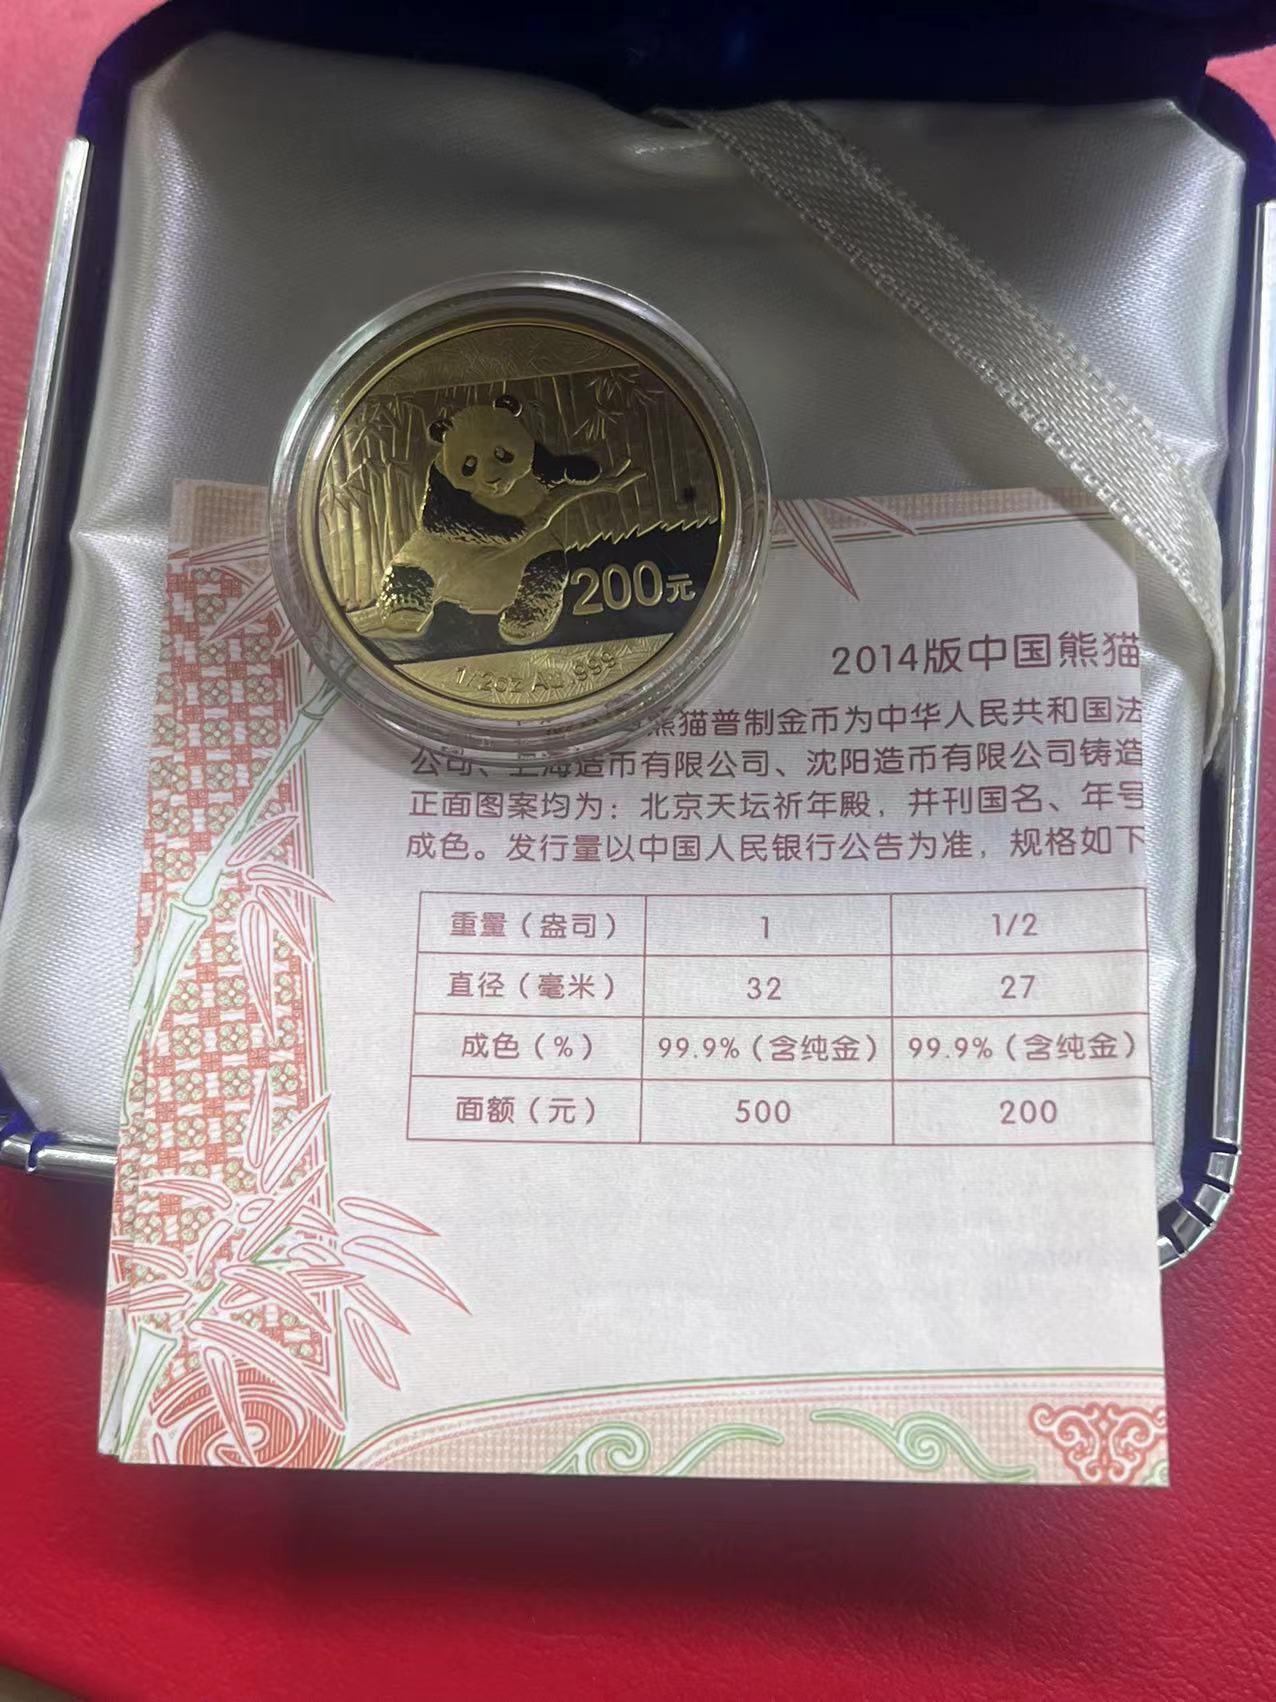 200元
1/2oz Au .999
2014版中国熊猫
熊猫普制金币为中华人民共和国法
公司、上海造币有限公司、沈阳造币有限公司铸造
正面图案均为：北京天坛祈年殿，并刊国名、年号
成色。发行量以中国人民银行公告为准，规格如下
重量（盎司） 1 1/2
直径（毫米） 32 27
成色（%） 99.9%（含纯金） 99.9%（含纯金）
面额（元） 500 200